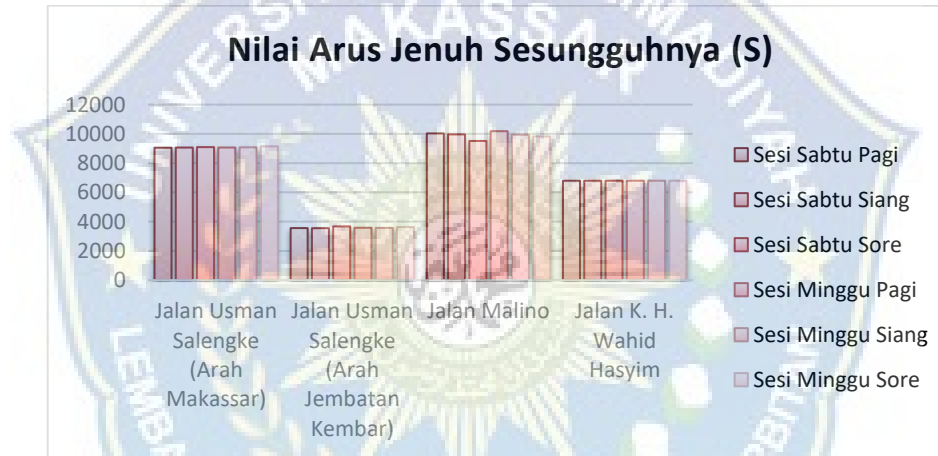 Nilai Arus Jenuh Sesungguhnya (S)
12000
10000
8000
6000
4000
2000
0
Jalan Usman
Salengke
(Arah
Makassar)
Jalan Usman
Salengke
(Arah
Jembatan
Kembar)
Jalan Malino
Jalan K. H.
Wahid
Hasyim
Sesi Sabtu Pagi
Sesi Sabtu Siang
Sesi Sabtu Sore
Sesi Minggu Pagi
Sesi Minggu Siang
Sesi Minggu Sore
MAKASSAR